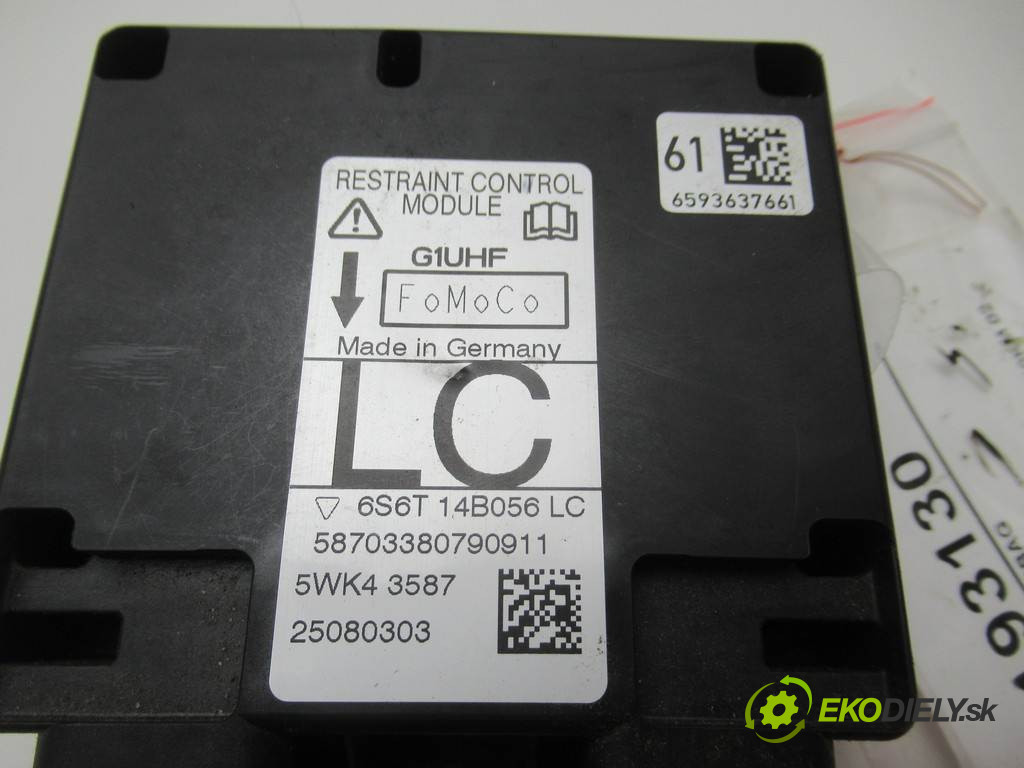 61
6593637661
RESTRAINT CONTROL
MODULE
G1UHF
FoMoCo
Made in Germany
LC
6S6T 14B056 LC
58703380790911
5WK4 3587
25080303
93130
EKODIELY.sk